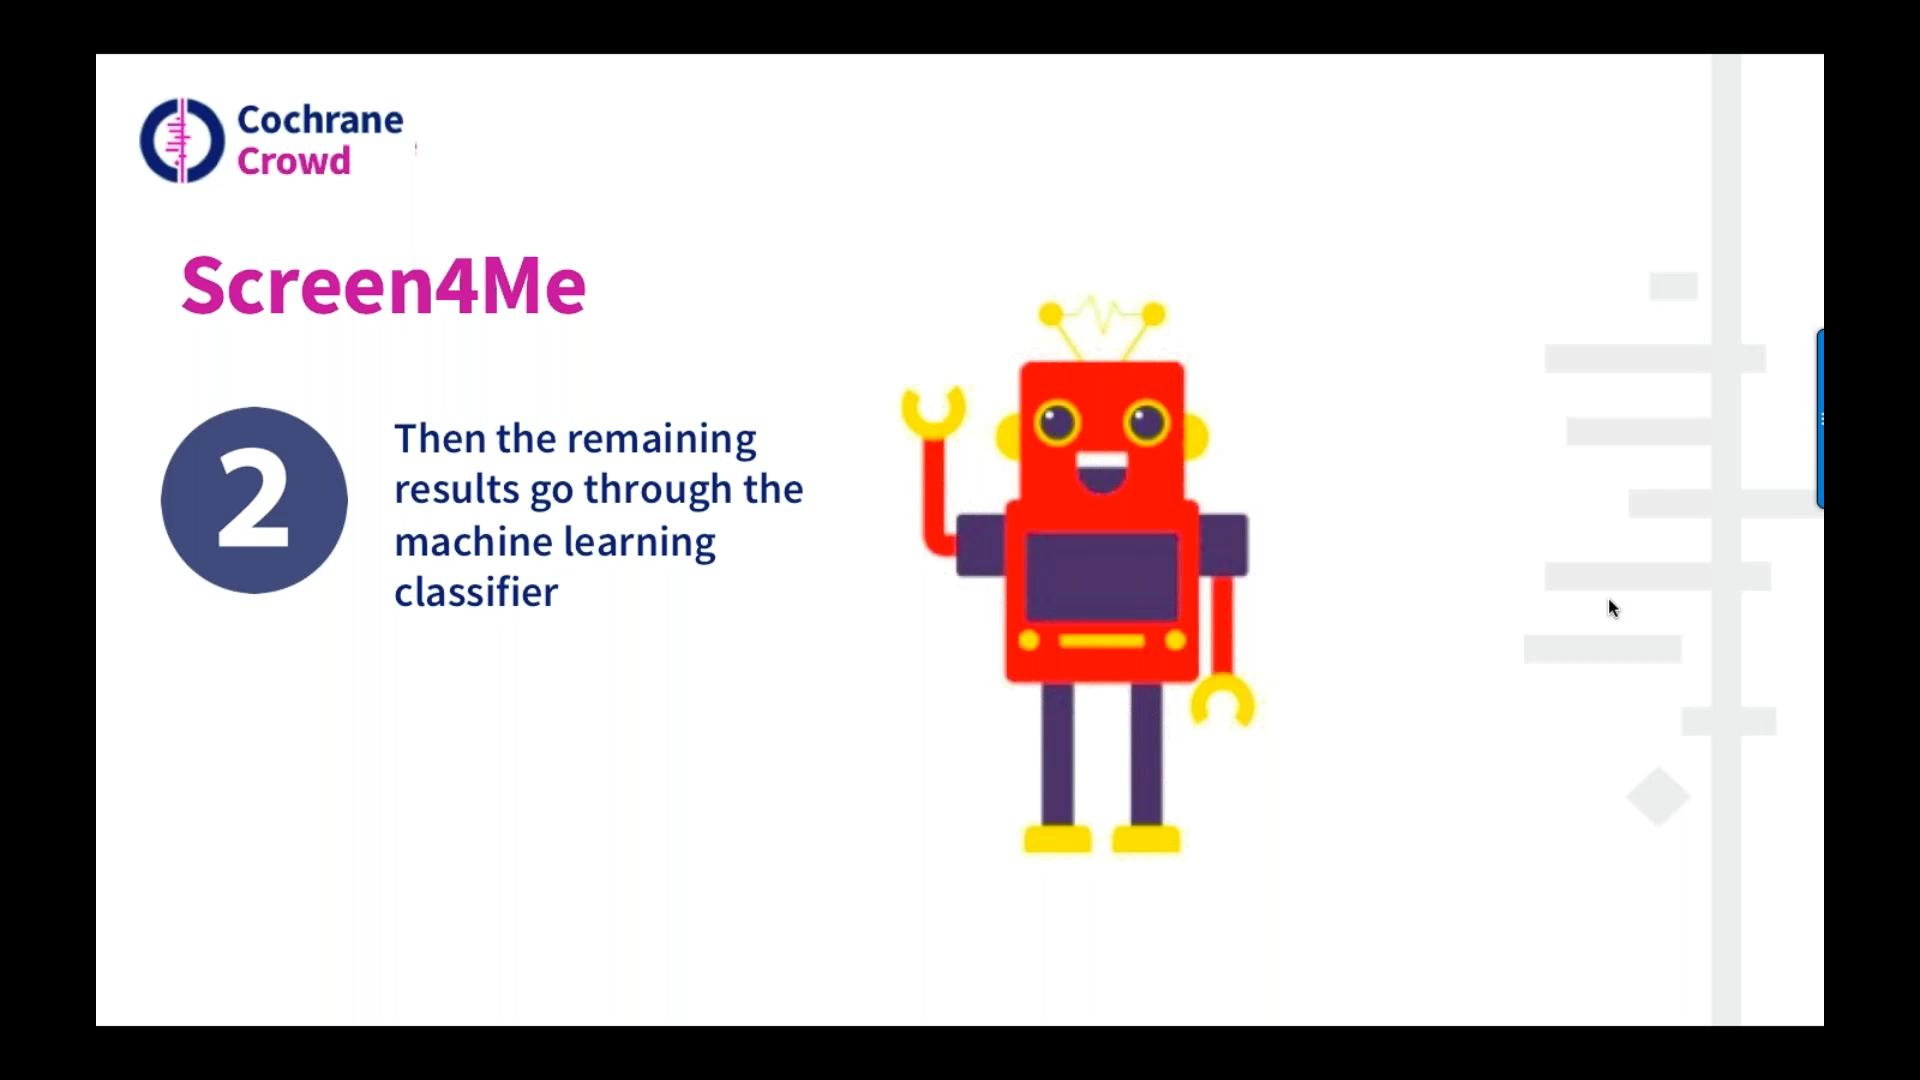 Cochrane
Crowd
Screen4Me
2
Then the remaining
results go through the
machine learning
classifier